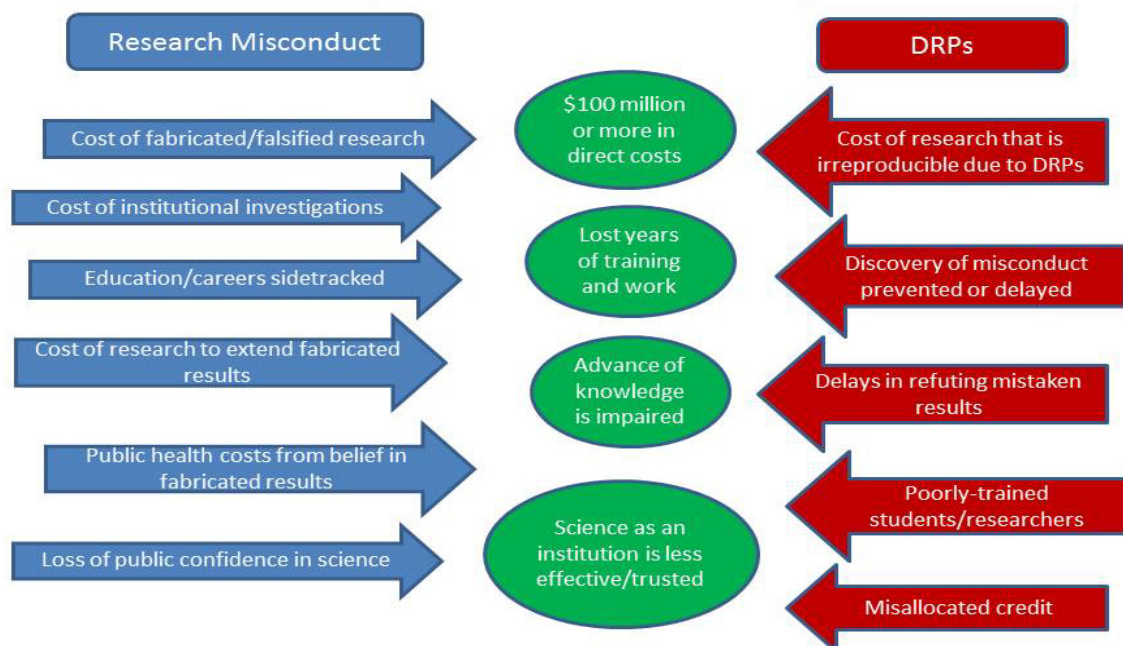 Research Misconduct
DRPs
Cost of fabricated/falsified research
Cost of institutional investigations
Education/careers sidetracked
Cost of research to extend fabricated
results
Public health costs from belief in
fabricated results
Loss of public confidence in science
$100 million
or more in
direct costs
Lost years
of training
and work
Advance of
knowledge
is impaired
Science as an
institution is less
effective/trusted
Cost of research that is
irreproducible due to DRPs
Discovery of misconduct
prevented or delayed
Delays in refuting mistaken
results
Poorly-trained
students/researchers
Misallocated credit